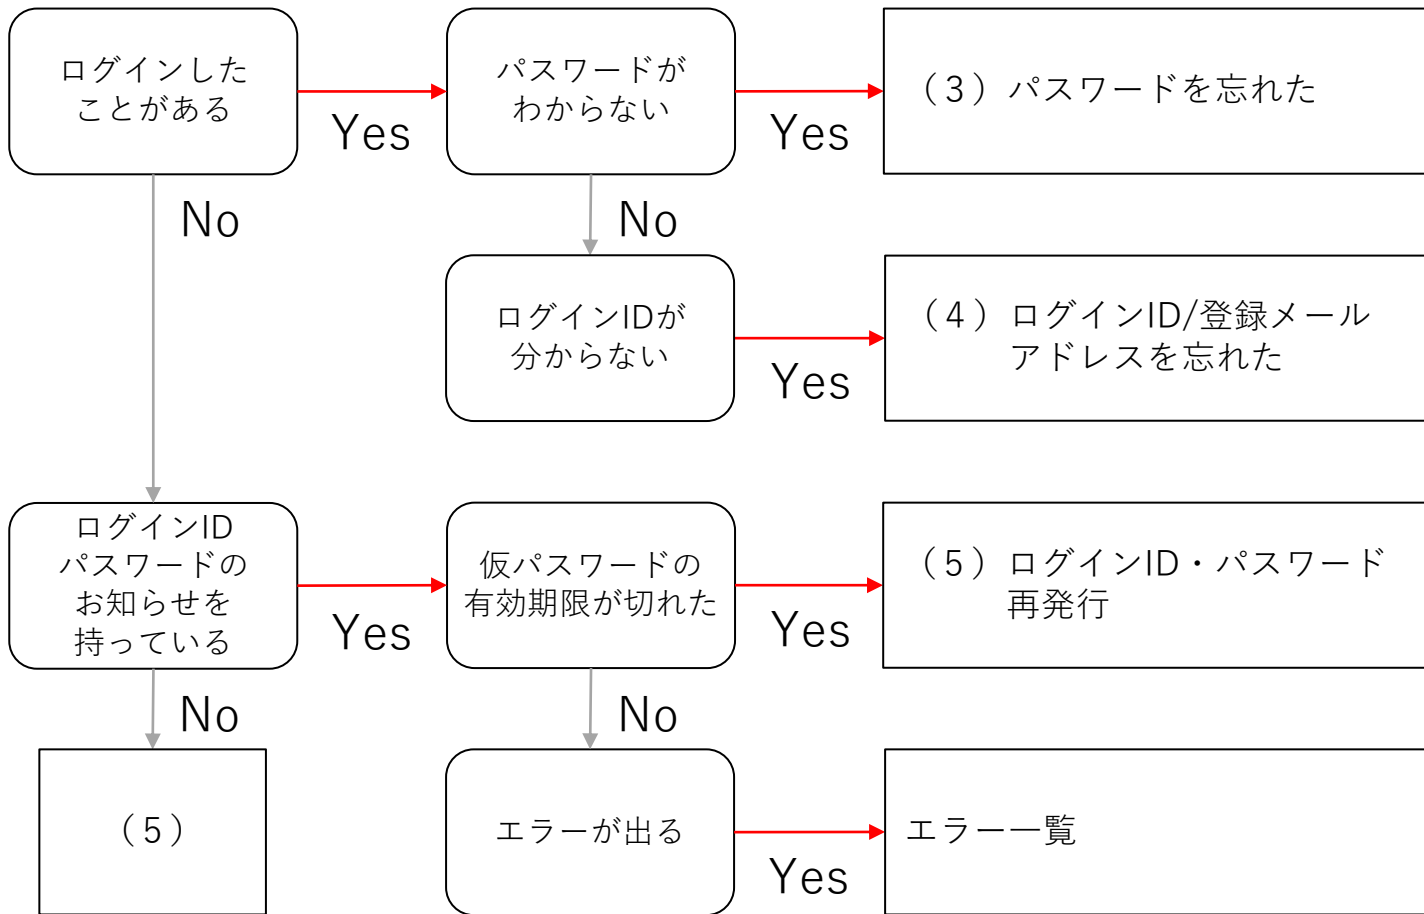 ログインした
ことがある
Yes
パスワードが
わからない
Yes
（３）パスワードを忘れた
No
No
ログインIDが
分からない
Yes
（４）ログインID/登録メール
アドレスを忘れた
ログインID
パスワードの
お知らせを
持っている
Yes
仮パスワードの
有効期限が切れた
Yes
（５）ログインID・パスワード
再発行
No
No
（５）
エラーが出る
Yes
エラー一覧